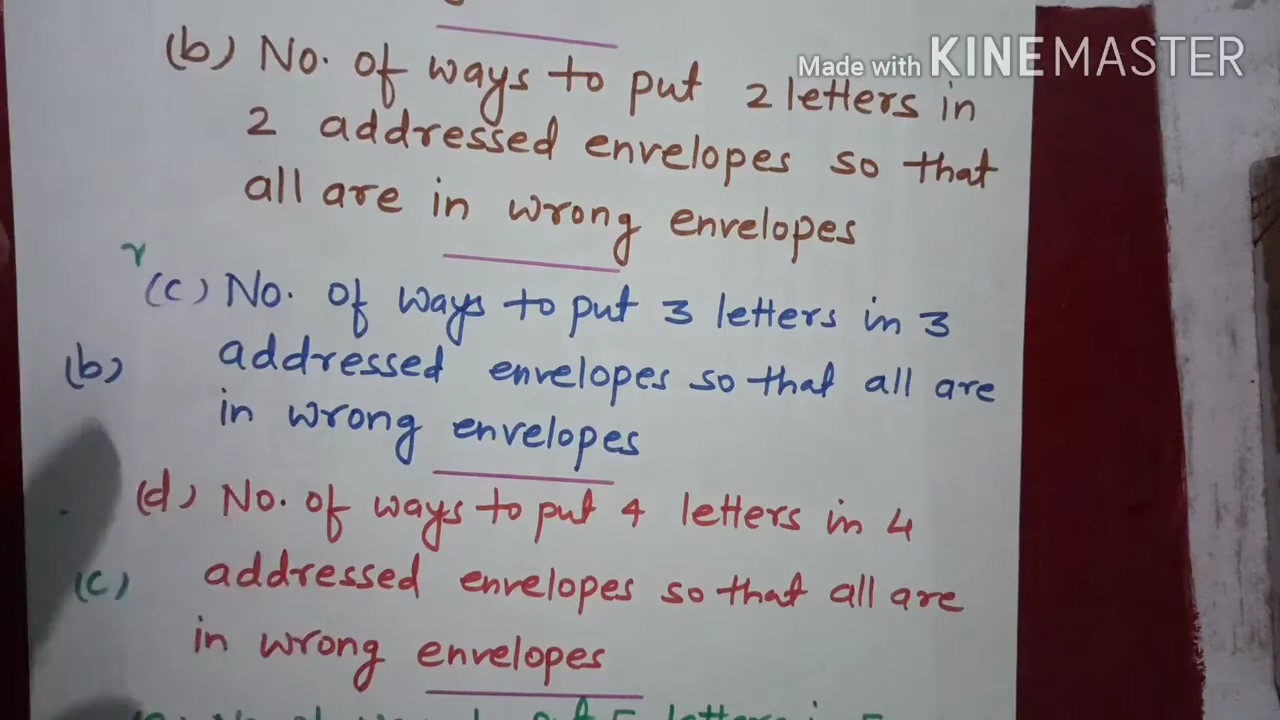 Made with KINEMASTER
(b) No. of ways to put 2 letters in
2 addressed envelopes so that
all are in wrong envelopes
(c) No. of ways to put 3 letters in 3
(b) addressed envelopes so that all are
in wrong envelopes
(d) No. of ways to put 4 letters in 4
(c) addressed envelopes so that all are
in wrong envelopes